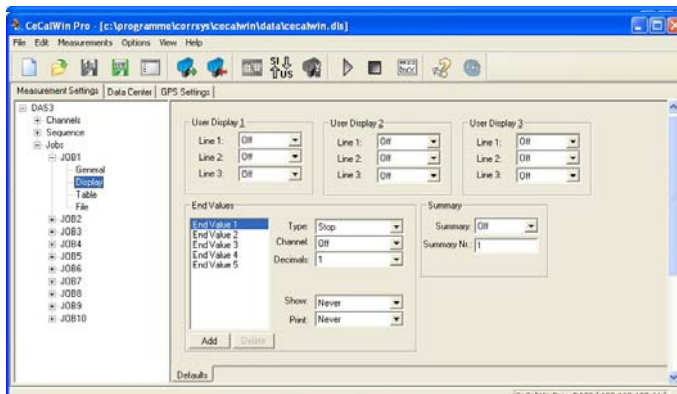 CeCalWin Pro - [c:\programme\corrsys\cecalwin\data\cecalwin.dls]
File Edit Measurements Options View Help
SI
US
Measurement Settings Data Center GPS Settings
DAS3
Channels
Sequence
Jobs
JOB1
General
Display
Table
File
JOB2
JOB3
JOB4
JOB5
JOB6
JOB7
JOB8
JOB9
JOB10
User Display 1
Line 1: Off
Line 2: Off
Line 3: Off
User Display 2
Line 1: Off
Line 2: Off
Line 3: Off
User Display 3
Line 1: Off
Line 2: Off
Line 3: Off
End Values
End Value 1
End Value 2
End Value 3
End Value 4
End Value 5
Type: Stop
Channel: Off
Decimals: 1
Show: Never
Print: Never
Add Delete
Summary
Summary: Off
Summary Nr.: 1
Defaults